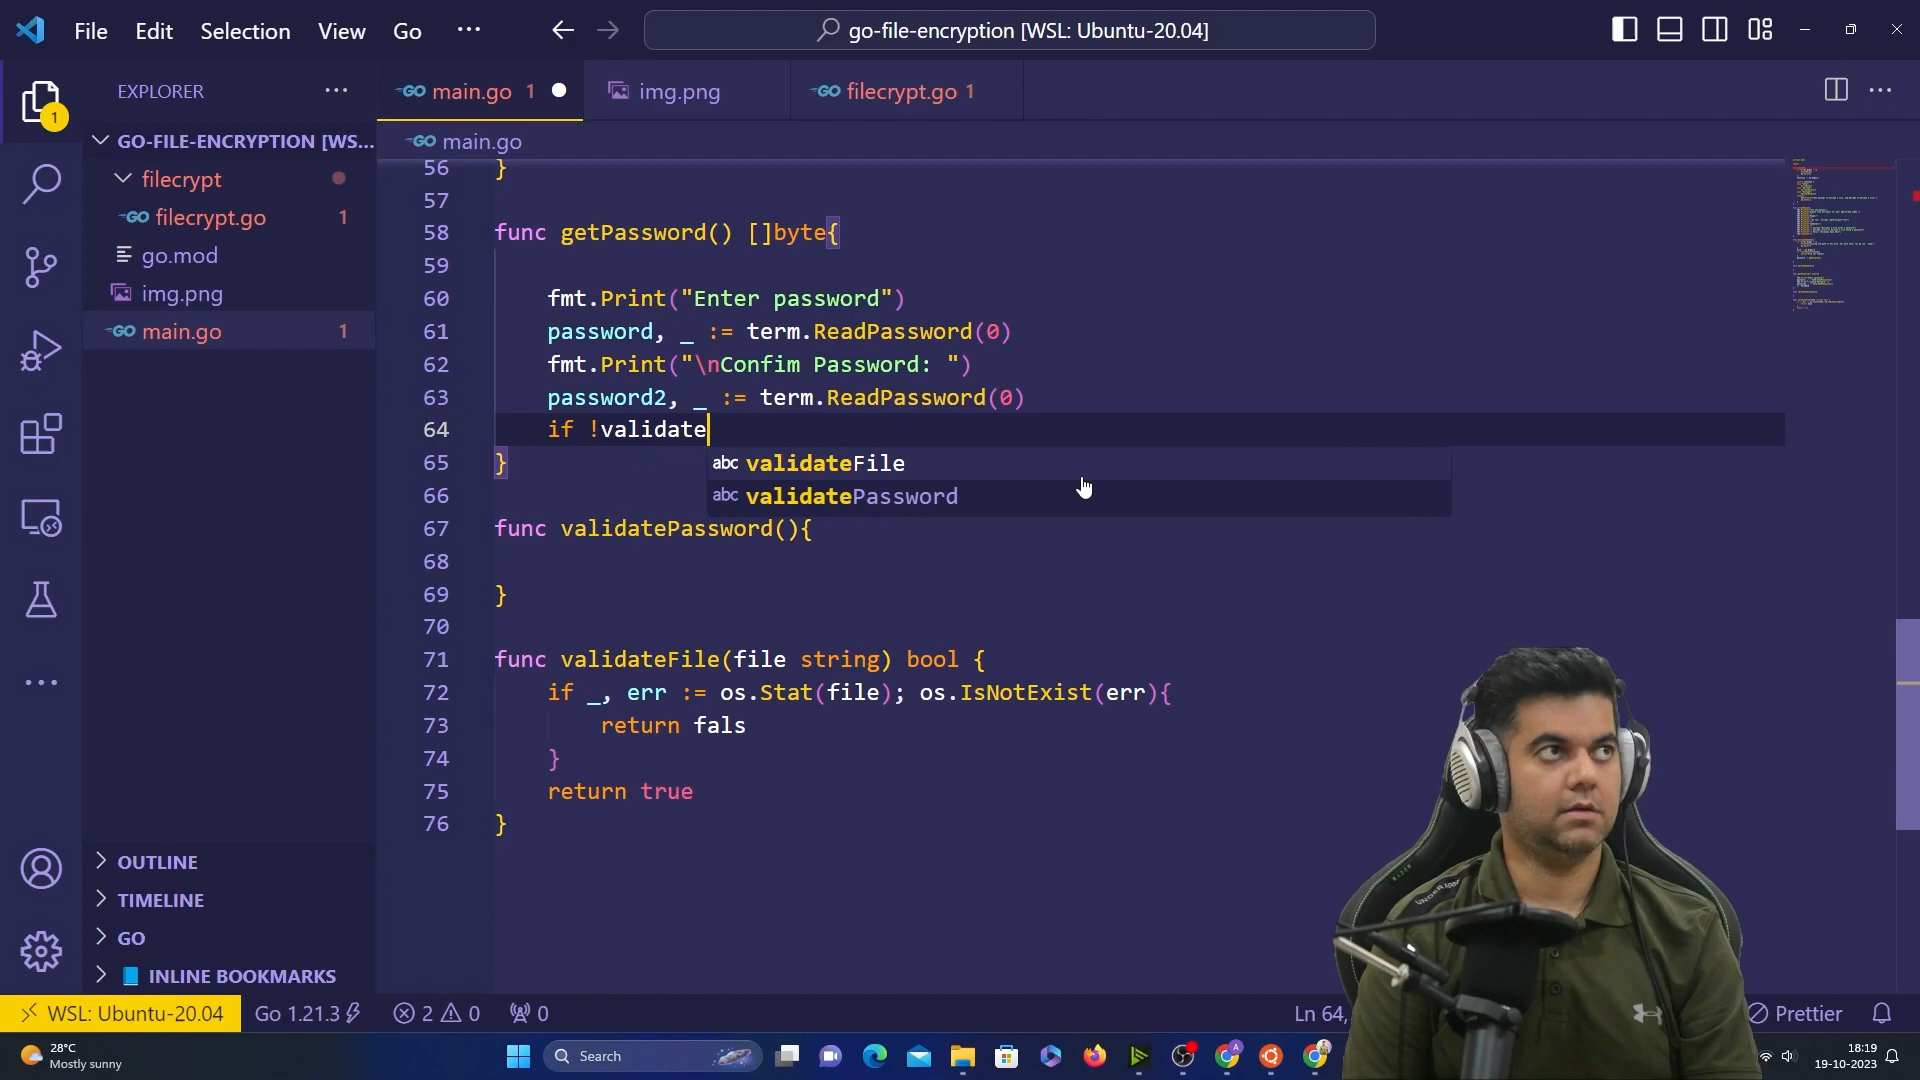 File Edit Selection View Go ... go-file-encryption [WSL: Ubuntu-20.04]
EXPLORER ...
main.go 1
img.png
filecrypt.go 1
1
GO-FILE-ENCRYPTION [WS...
main.go
filecrypt
filecrypt.go 1
go.mod
img.png
main.go 1
56 }
57
58 func getPassword() []byte{
59
60 fmt.Print("Enter password")
61 password, _ := term.ReadPassword(0)
62 fmt.Print("\nConfim Password: ")
63 password2, _ := term.ReadPassword(0)
64 if !validate
65 }
abc validateFile
66
abc validatePassword
67 func validatePassword(){
68
69 }
70
71 func validateFile(file string) bool {
72 if _, err := os.Stat(file); os.IsNotExist(err){
73 return fals
74 }
75 return true
76 }
OUTLINE
TIMELINE
GO
INLINE BOOKMARKS
WSL: Ubuntu-20.04 Go 1.21.3 2 0 0 Ln 64, Prettier
28°C
Mostly sunny
Search
18:19
19-10-2023
UNDER